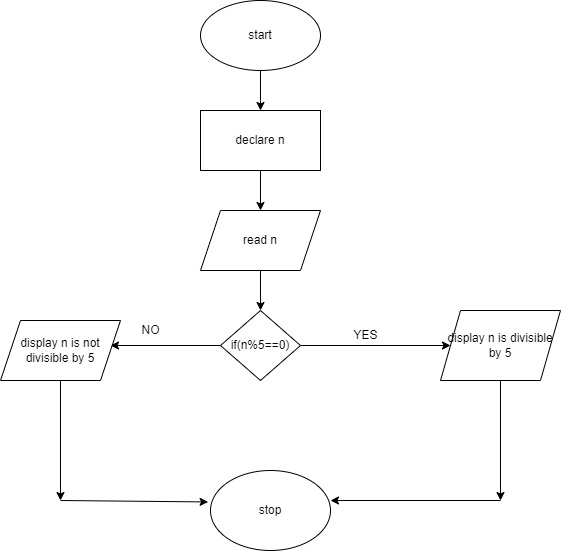 start
declare n
read n
NO
YES
if(n%5==0)
display n is not
divisible by 5
display n is divisible
by 5
stop